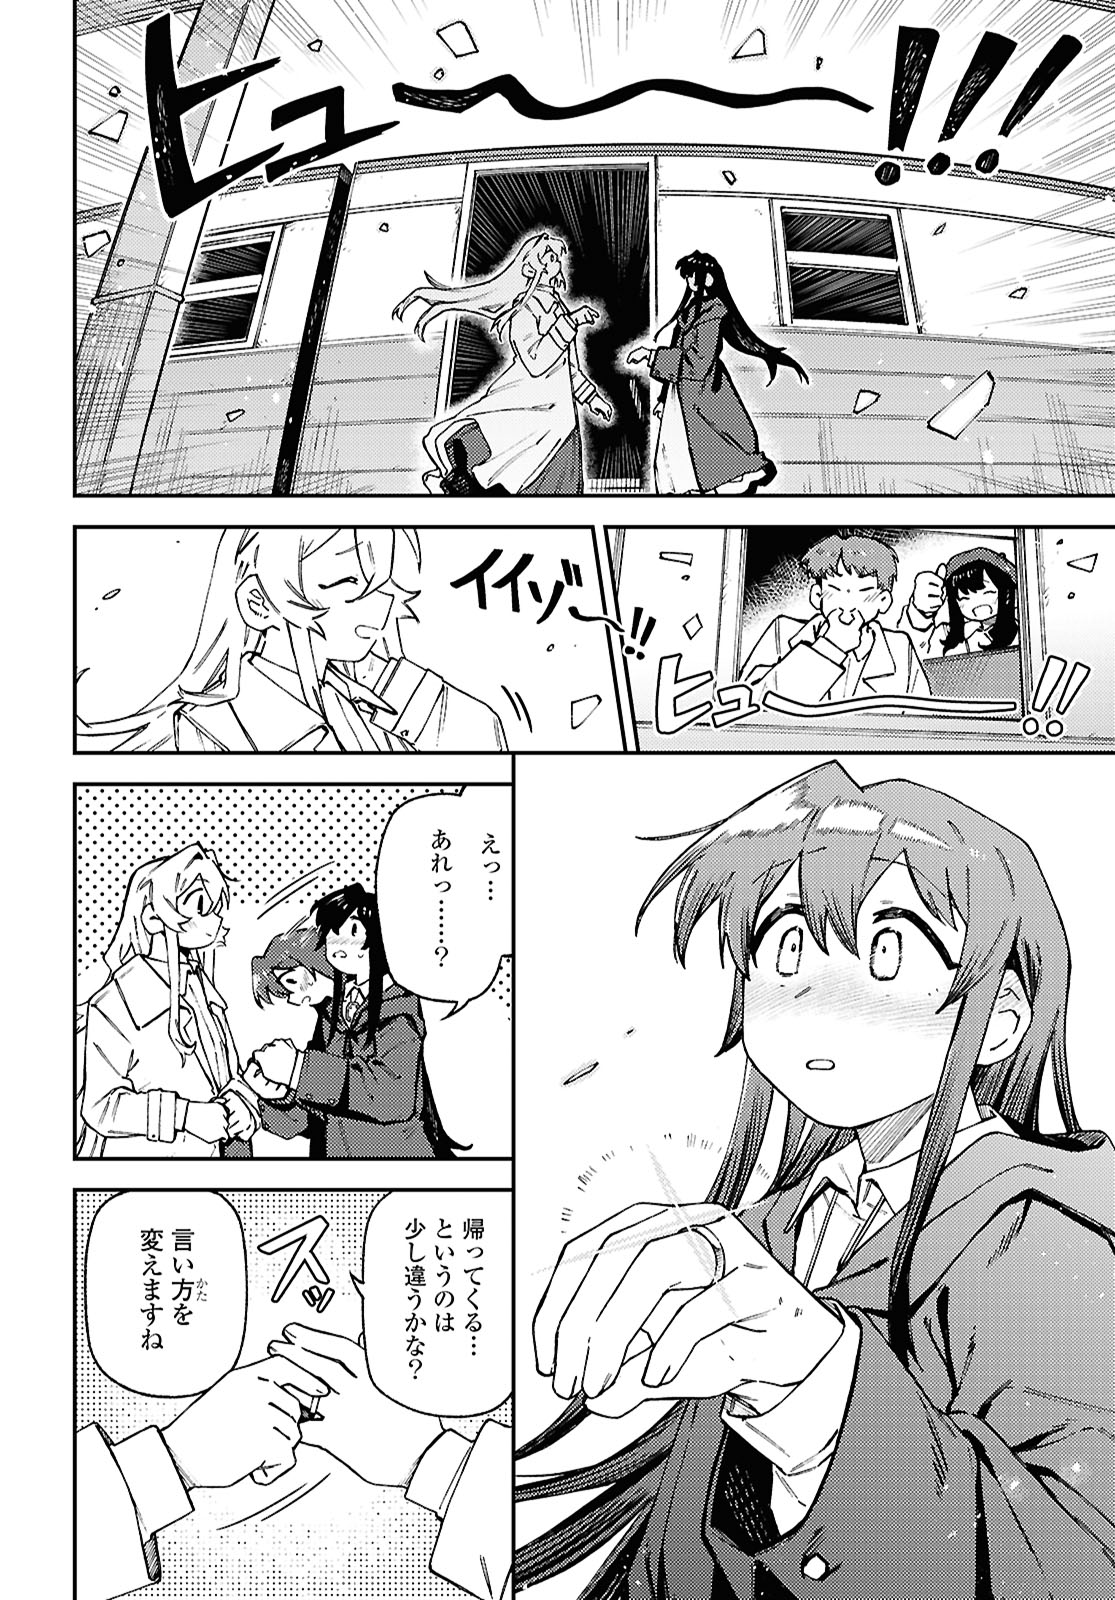 ヒュ～～!!!
ヒュ――!!
イイゾ～!!
えっ…
あれっ……？
帰ってくる…
というのは
少し違うかな？
スッ
言い方を
かた
変えますね